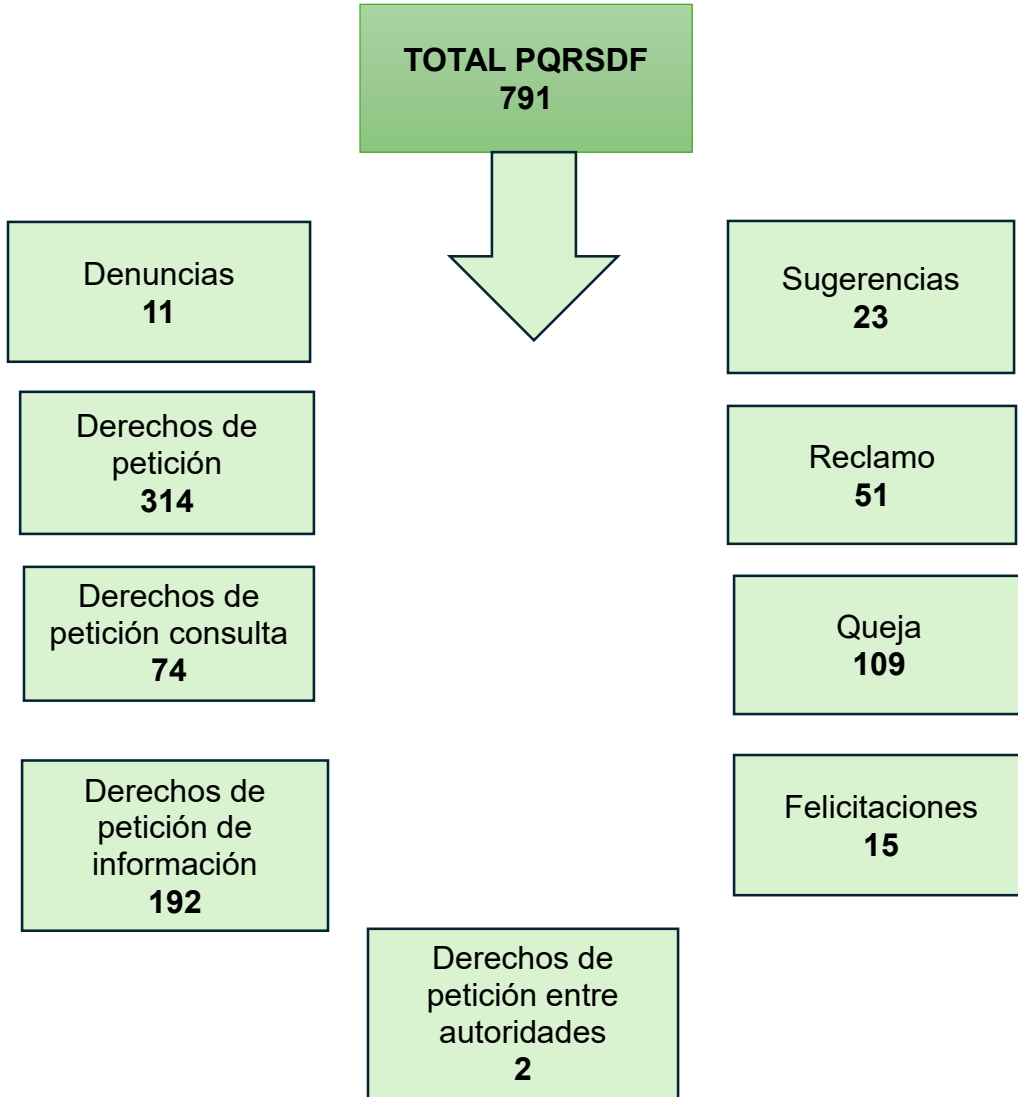 TOTAL PQRSDF
791
Denuncias
11
Sugerencias
23
Derechos de
petición
314
Reclamo
51
Derechos de
petición consulta
74
Queja
109
Derechos de
petición de
información
192
Felicitaciones
15
Derechos de
petición entre
autoridades
2